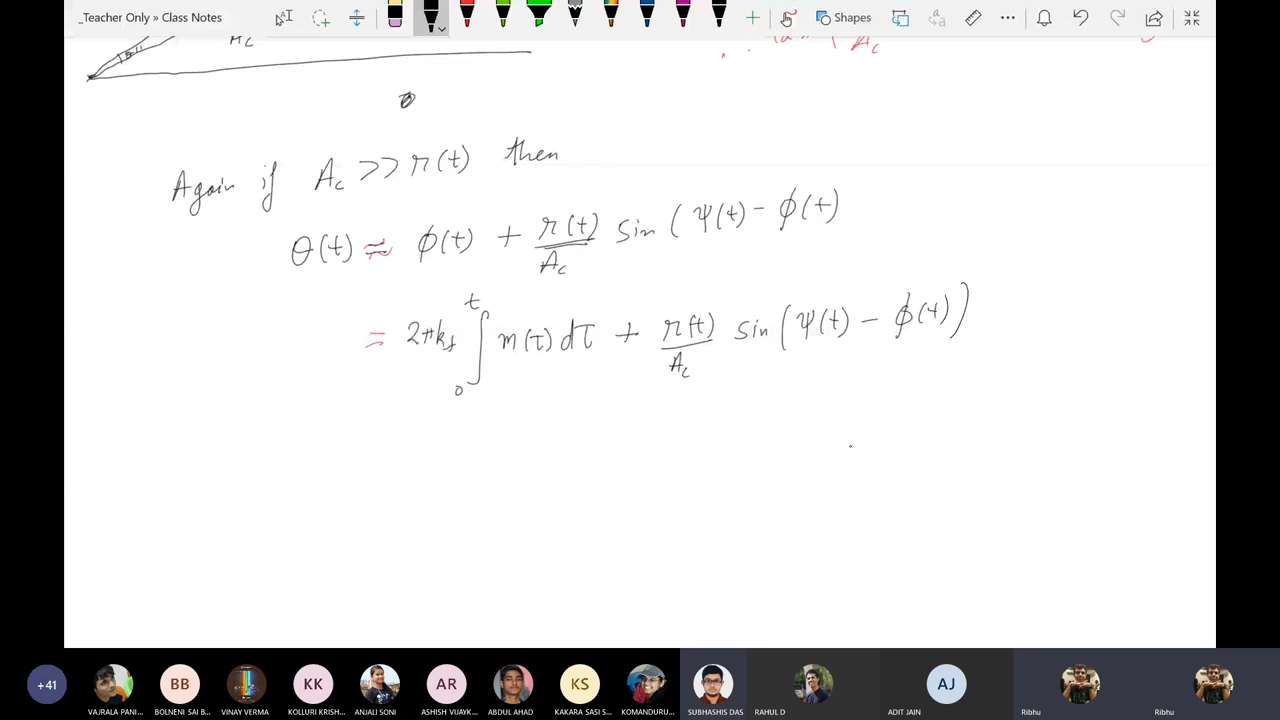 _Teacher Only » Class Notes
Shapes
A_c
A_c
θ
Again if A_c >> r(t) then
θ(t) ≈ φ(t) + r(t)/A_c sin(ψ(t) - φ(t)
= 2πk_f ∫_0^t m(τ)dτ + r(t)/A_c sin(ψ(t) - φ(t))
+41
BB
KK
AR
KS
AJ
VAJRALA PANI...
BOLNENI SAI B...
VINAY VERMA
KOLLURI KRISH...
ANJALI SONI
ASHISH VIJAYK...
ABDUL AHAD
KAKARA SASI S...
KOMANDURU...
SUBHASHIS DAS
RAHUL D
ADIT JAIN
Ribhu
Ribhu